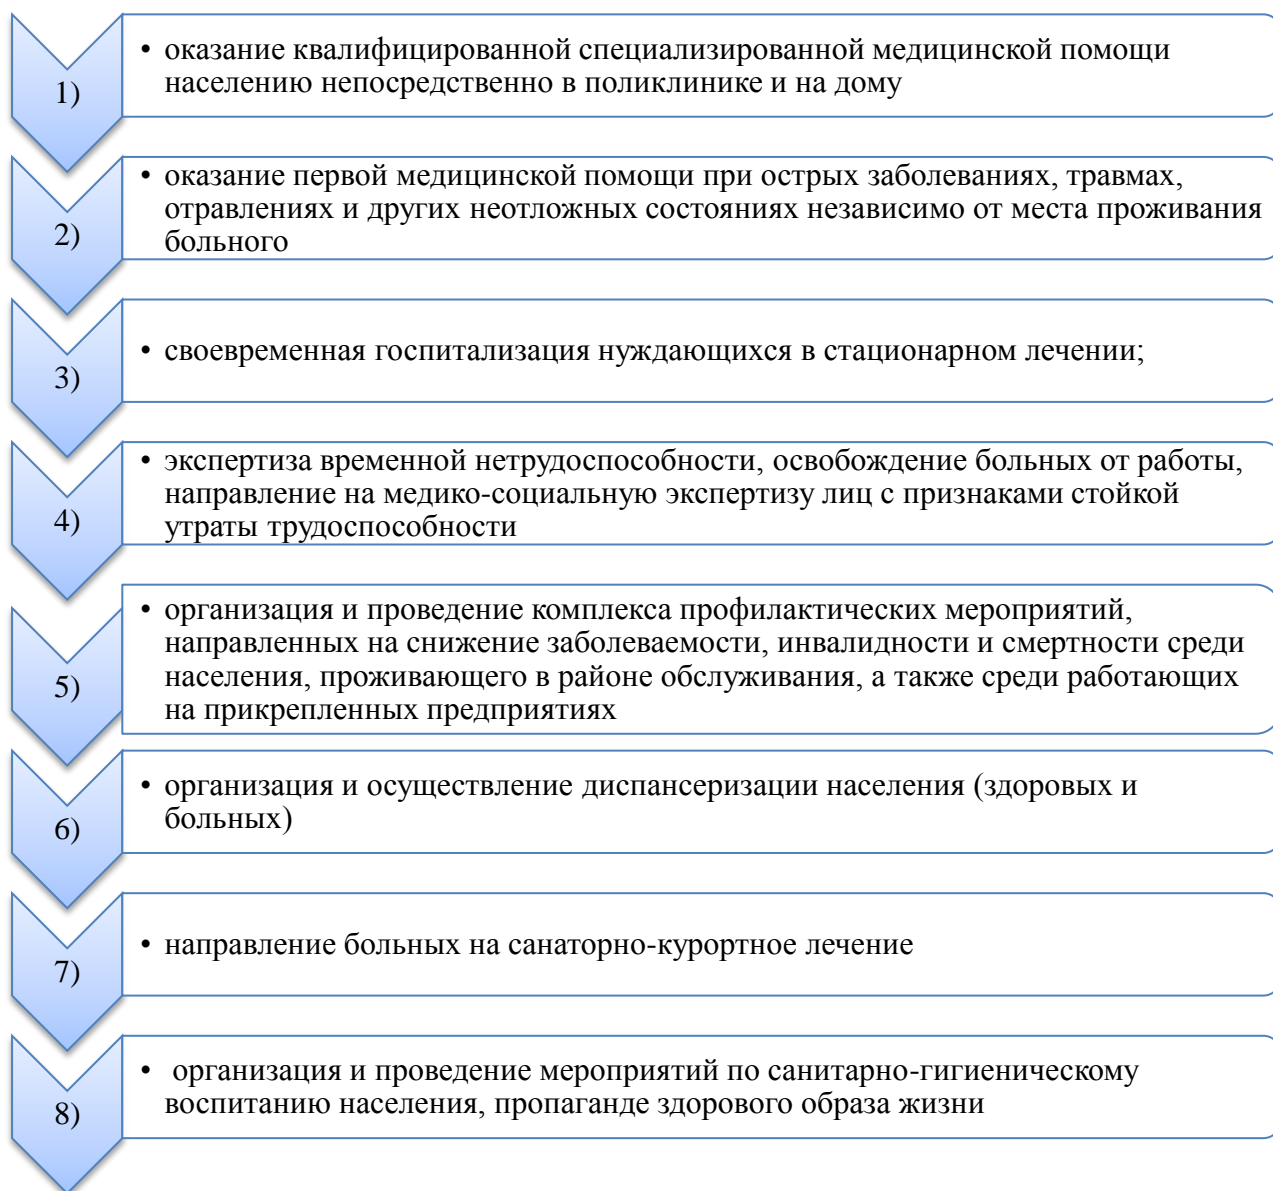 1)
• оказание квалифицированной специализированной медицинской помощи
населению непосредственно в поликлинике и на дому
2)
• оказание первой медицинской помощи при острых заболеваниях, травмах,
отравлениях и других неотложных состояниях независимо от места проживания
больного
3)
• своевременная госпитализация нуждающихся в стационарном лечении;
4)
• экспертиза временной нетрудоспособности, освобождение больных от работы,
направление на медико-социальную экспертизу лиц с признаками стойкой
утраты трудоспособности
5)
• организация и проведение комплекса профилактических мероприятий,
направленных на снижение заболеваемости, инвалидности и смертности среди
населения, проживающего в районе обслуживания, а также среди работающих
на прикрепленных предприятиях
6)
• организация и осуществление диспансеризации населения (здоровых и
больных)
7)
• направление больных на санаторно-курортное лечение
8)
• организация и проведение мероприятий по санитарно-гигиеническому
воспитанию населения, пропаганде здорового образа жизни